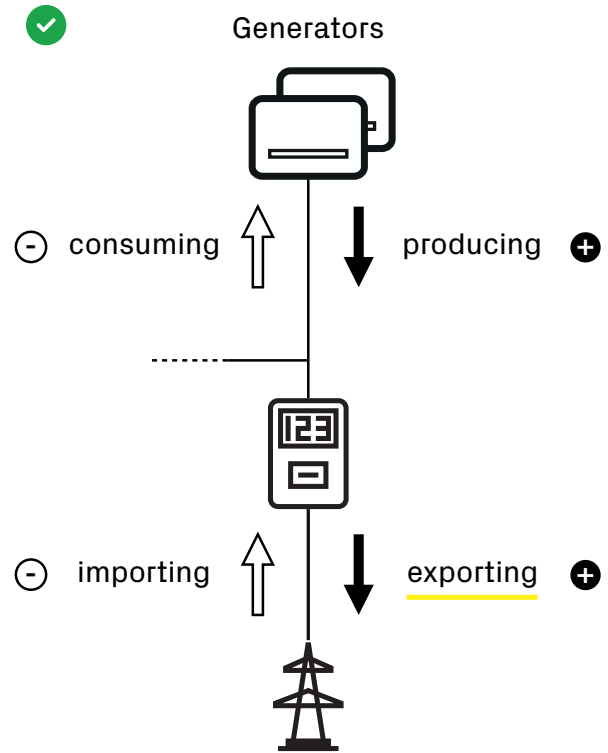 Generators
- consuming producing +
123
- importing exporting +